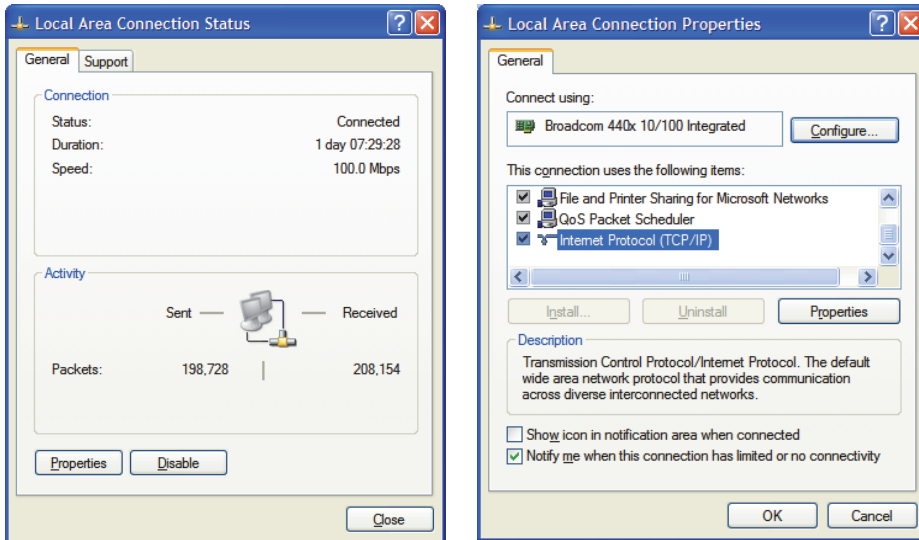 Local Area Connection Status
General Support
Connection
Status: Connected
Duration: 1 day 07:29:28
Speed: 100.0 Mbps
Activity
Sent Received
Packets: 198,728 208,154
Properties Disable
Close
Local Area Connection Properties
General
Connect using:
Broadcom 440x 10/100 Integrated Configure...
This connection uses the following items:
File and Printer Sharing for Microsoft Networks
QoS Packet Scheduler
Internet Protocol (TCP/IP)
Install... Uninstall Properties
Description
Transmission Control Protocol/Internet Protocol. The default
wide area network protocol that provides communication
across diverse interconnected networks.
Show icon in notification area when connected
Notify me when this connection has limited or no connectivity
OK Cancel